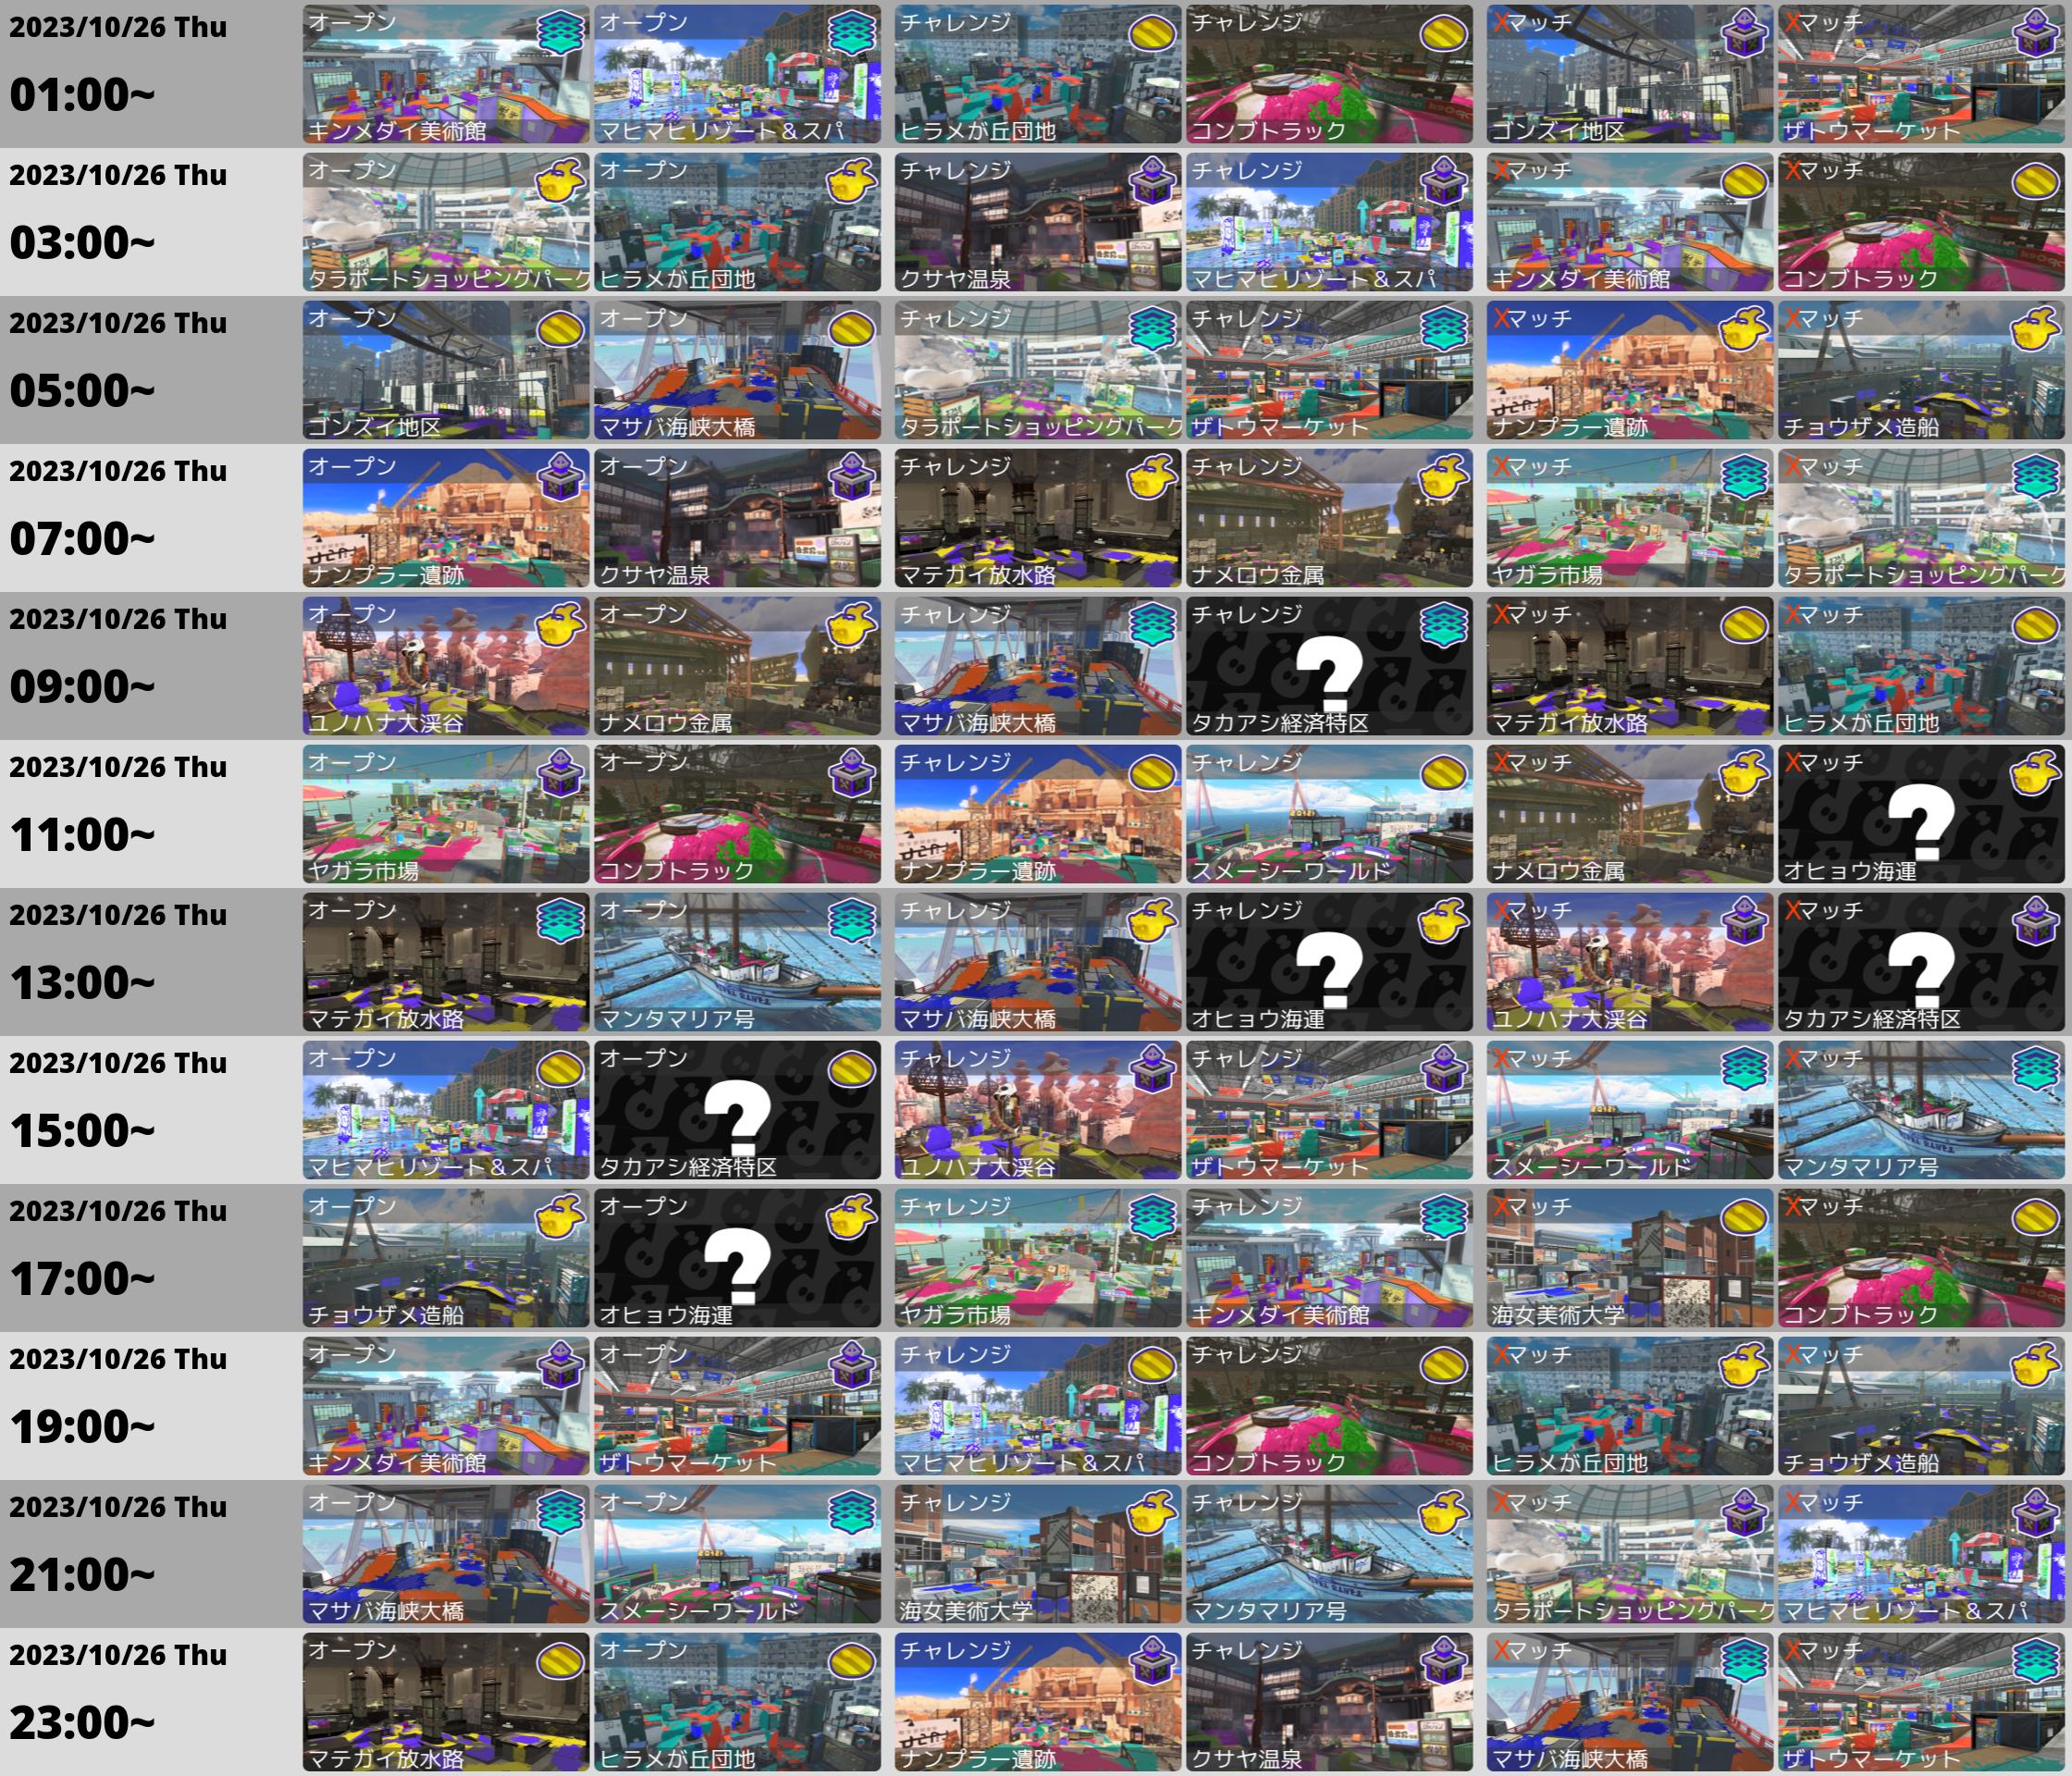 2023/10/26 Thu
01:00~
オープン
キンメダイ美術館
オープン
マヒマヒリゾート＆スパ
チャレンジ
ヒラメが丘団地
チャレンジ
コンブトラック
Xマッチ
ゴンズイ地区
Xマッチ
ザトウマーケット
2023/10/26 Thu
03:00~
オープン
タラポートショッピングパーク
オープン
ヒラメが丘団地
チャレンジ
クサヤ温泉
チャレンジ
マヒマヒリゾート＆スパ
Xマッチ
キンメダイ美術館
Xマッチ
コンブトラック
2023/10/26 Thu
05:00~
オープン
ゴンズイ地区
オープン
マサバ海峡大橋
チャレンジ
タラポートショッピングパーク
チャレンジ
ザトウマーケット
Xマッチ
ナンプラー遺跡
Xマッチ
チョウザメ造船
2023/10/26 Thu
07:00~
オープン
ナンプラー遺跡
オープン
クサヤ温泉
チャレンジ
マテガイ放水路
チャレンジ
ナメロウ金属
Xマッチ
ヤガラ市場
Xマッチ
タラポートショッピングパーク
2023/10/26 Thu
09:00~
オープン
ユノハナ大渓谷
オープン
ナメロウ金属
チャレンジ
マサバ海峡大橋
チャレンジ
?
タカアシ経済特区
Xマッチ
マテガイ放水路
Xマッチ
ヒラメが丘団地
2023/10/26 Thu
11:00~
オープン
ヤガラ市場
オープン
コンブトラック
チャレンジ
ナンプラー遺跡
チャレンジ
スメーシーワールド
Xマッチ
ナメロウ金属
Xマッチ
?
オヒョウ海運
2023/10/26 Thu
13:00~
オープン
マテガイ放水路
オープン
マンタマリア号
チャレンジ
マサバ海峡大橋
チャレンジ
?
オヒョウ海運
Xマッチ
ユノハナ大渓谷
Xマッチ
?
タカアシ経済特区
2023/10/26 Thu
15:00~
オープン
マヒマヒリゾート＆スパ
オープン
?
タカアシ経済特区
チャレンジ
ユノハナ大渓谷
チャレンジ
ザトウマーケット
Xマッチ
スメーシーワールド
Xマッチ
マンタマリア号
2023/10/26 Thu
17:00~
オープン
チョウザメ造船
オープン
?
オヒョウ海運
チャレンジ
ヤガラ市場
チャレンジ
キンメダイ美術館
Xマッチ
海女美術大学
Xマッチ
コンブトラック
2023/10/26 Thu
19:00~
オープン
キンメダイ美術館
オープン
ザトウマーケット
チャレンジ
マヒマヒリゾート＆スパ
チャレンジ
コンブトラック
Xマッチ
ヒラメが丘団地
Xマッチ
チョウザメ造船
2023/10/26 Thu
21:00~
オープン
マサバ海峡大橋
オープン
スメーシーワールド
チャレンジ
海女美術大学
チャレンジ
マンタマリア号
Xマッチ
タラポートショッピングパーク
Xマッチ
マヒマヒリゾート＆スパ
2023/10/26 Thu
23:00~
オープン
マテガイ放水路
オープン
ヒラメが丘団地
チャレンジ
ナンプラー遺跡
チャレンジ
クサヤ温泉
Xマッチ
マサバ海峡大橋
Xマッチ
ザトウマーケット